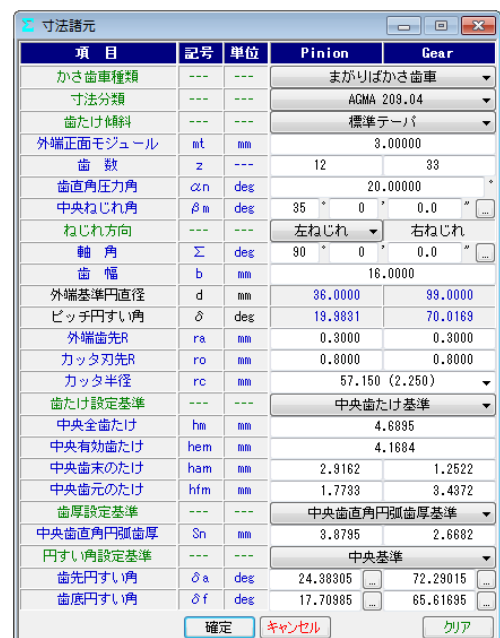 寸法諸元
項 目 記号 単位 Pinion Gear
かさ歯車種類 --- --- まがりばかさ歯車
寸法分類 --- --- AGMA 209.04
歯たけ傾斜 --- --- 標準テーパ
外端正面モジュール mt mm 3.00000
歯 数 z --- 12 33
歯直角圧力角 αn deg 20.00000 °
中央ねじれ角 βm deg 35 ° 0 ' 0.0 " ...
ねじれ方向 --- --- 左ねじれ 右ねじれ
軸 角 Σ deg 90 ° 0 ' 0.0 " ...
歯 幅 b mm 16.0000
外端基準円直径 d mm 36.0000 99.0000
ピッチ円すい角 δ deg 19.9831 70.0169
外端歯先R ra mm 0.3000 0.3000
カッタ刃先R ro mm 0.8000 0.8000
カッタ半径 rc mm 57.150 (2.250)
歯たけ設定基準 --- --- 中央歯たけ基準
中央全歯たけ hm mm 4.6895
中央有効歯たけ hem mm 4.1684
中央歯末のたけ ham mm 2.9162 1.2522
中央歯元のたけ hfm mm 1.7733 3.4372
歯厚設定基準 --- --- 中央歯直角円弧歯厚基準
中央歯直角円弧歯厚 Sn mm 3.8795 2.6682
円すい角設定基準 --- --- 中央基準
歯先円すい角 δa deg 24.38305 ... 72.29015 ...
歯底円すい角 δf deg 17.70985 ... 65.61695 ...
確定 キャンセル クリア